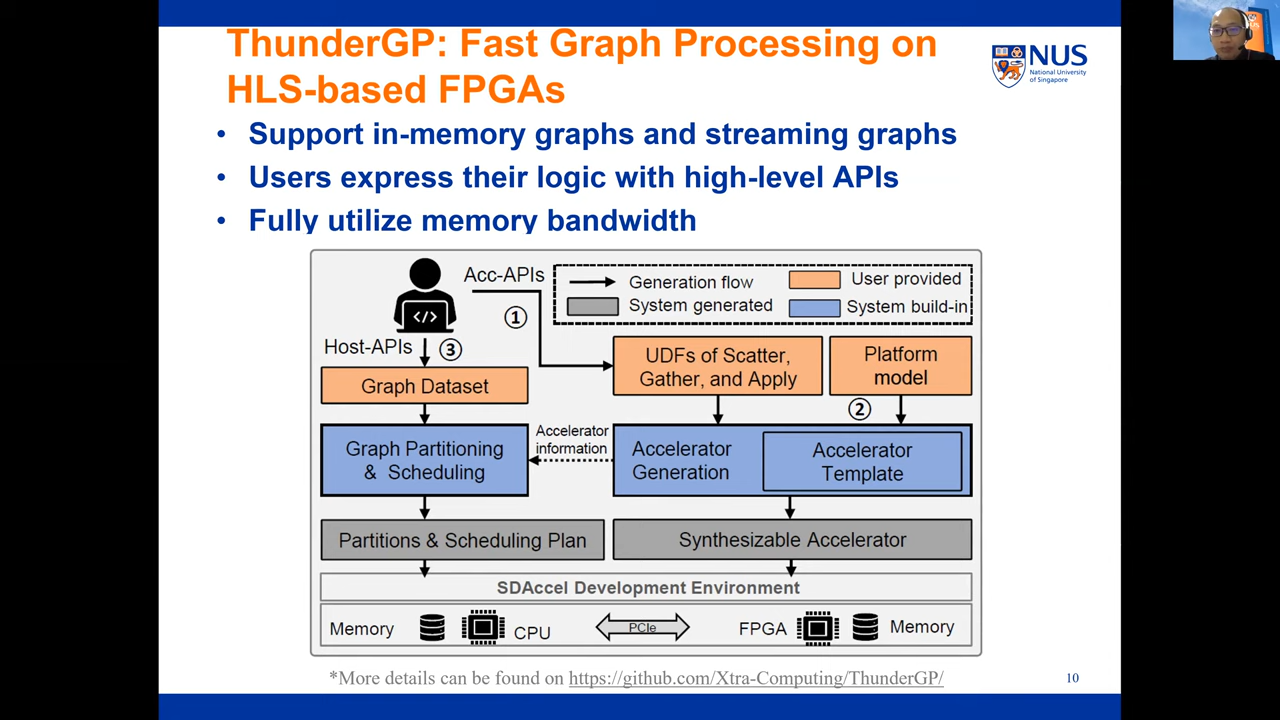 ThunderGP: Fast Graph Processing on
HLS-based FPGAs
NUS
National University
of Singapore
• Support in-memory graphs and streaming graphs
• Users express their logic with high-level APIs
• Fully utilize memory bandwidth
Acc-APIs
Generation flow
User provided
System generated
System build-in
①
Host-APIs
③
UDFs of Scatter,
Gather, and Apply
Platform
model
Graph Dataset
②
Graph Partitioning
& Scheduling
Accelerator
information
Accelerator
Generation
Accelerator
Template
Partitions & Scheduling Plan
Synthesizable Accelerator
SDAccel Development Environment
Memory
CPU
PCIe
FPGA
Memory
*More details can be found on https://github.com/Xtra-Computing/ThunderGP/
10